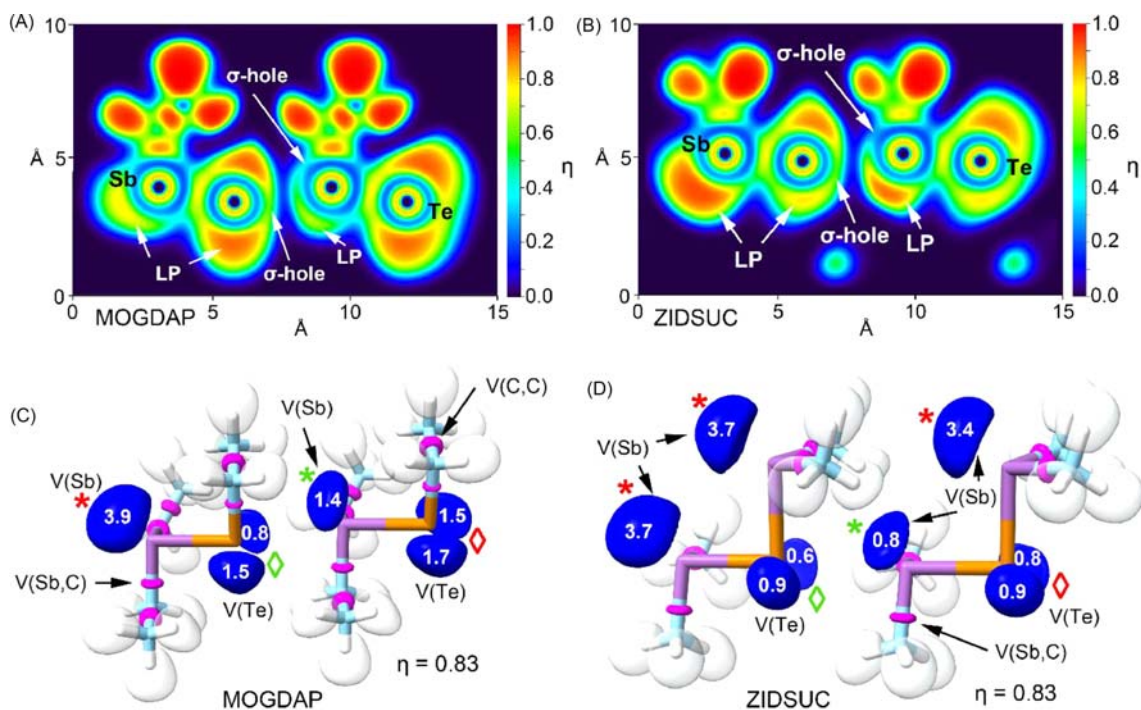 (A)
10
5
0
Å
σ-hole
Sb
Te
LP
σ-hole
LP
0
5
10
15
MOGDAP
Å
1.0
0.8
0.6
0.4
0.2
0.0
η
(B)
10
5
0
Å
σ-hole
Sb
Te
LP
σ-hole
LP
0
5
10
15
ZIDSUC
Å
1.0
0.8
0.6
0.4
0.2
0.0
η
(C)
V(C,C)
V(Sb)
V(Sb)
*
*
3.9
1.4
0.8
1.5
1.5
1.7
◊
◊
V(Sb,C)
V(Te)
V(Te)
η = 0.83
MOGDAP
(D)
*
3.7
3.4
*
V(Sb)
V(Sb)
*
3.7
*
0.8
0.6
0.8
0.9
0.9
◊
◊
V(Te)
V(Te)
V(Sb,C)
η = 0.83
ZIDSUC